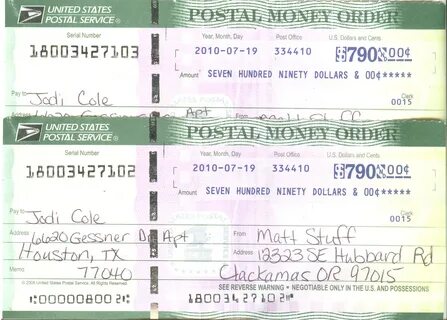 UNITED STATES POSTAL SERVICE® POSTAL MONEY ORDER
Serial Number Year, Month, Day Post Office U.S. Dollars and Cents
18003427103 2010-07-19 334410 $790 00¢
Amount SEVEN HUNDRED NINETY DOLLARS & 00¢******
Pay to Jodi Cole Clerk 0015
Apt From
UNITED STATES POSTAL SERVICE® POSTAL MONEY ORDER
Serial Number Year, Month, Day Post Office U.S. Dollars and Cents
18003427102 2010-07-19 334410 $790 00¢
Amount SEVEN HUNDRED NINETY DOLLARS & 00¢******
Pay to Jodi Cole Clerk 0015
Address 6620 Gessner Dr Apt From Matt Stuff
Houston, TX Address 12323 SE Hubbard Rd
77040 Clackamas OR 97015
Memo SEE REVERSE WARNING • NEGOTIABLE ONLY IN THE U.S. AND POSSESSIONS
18003427102